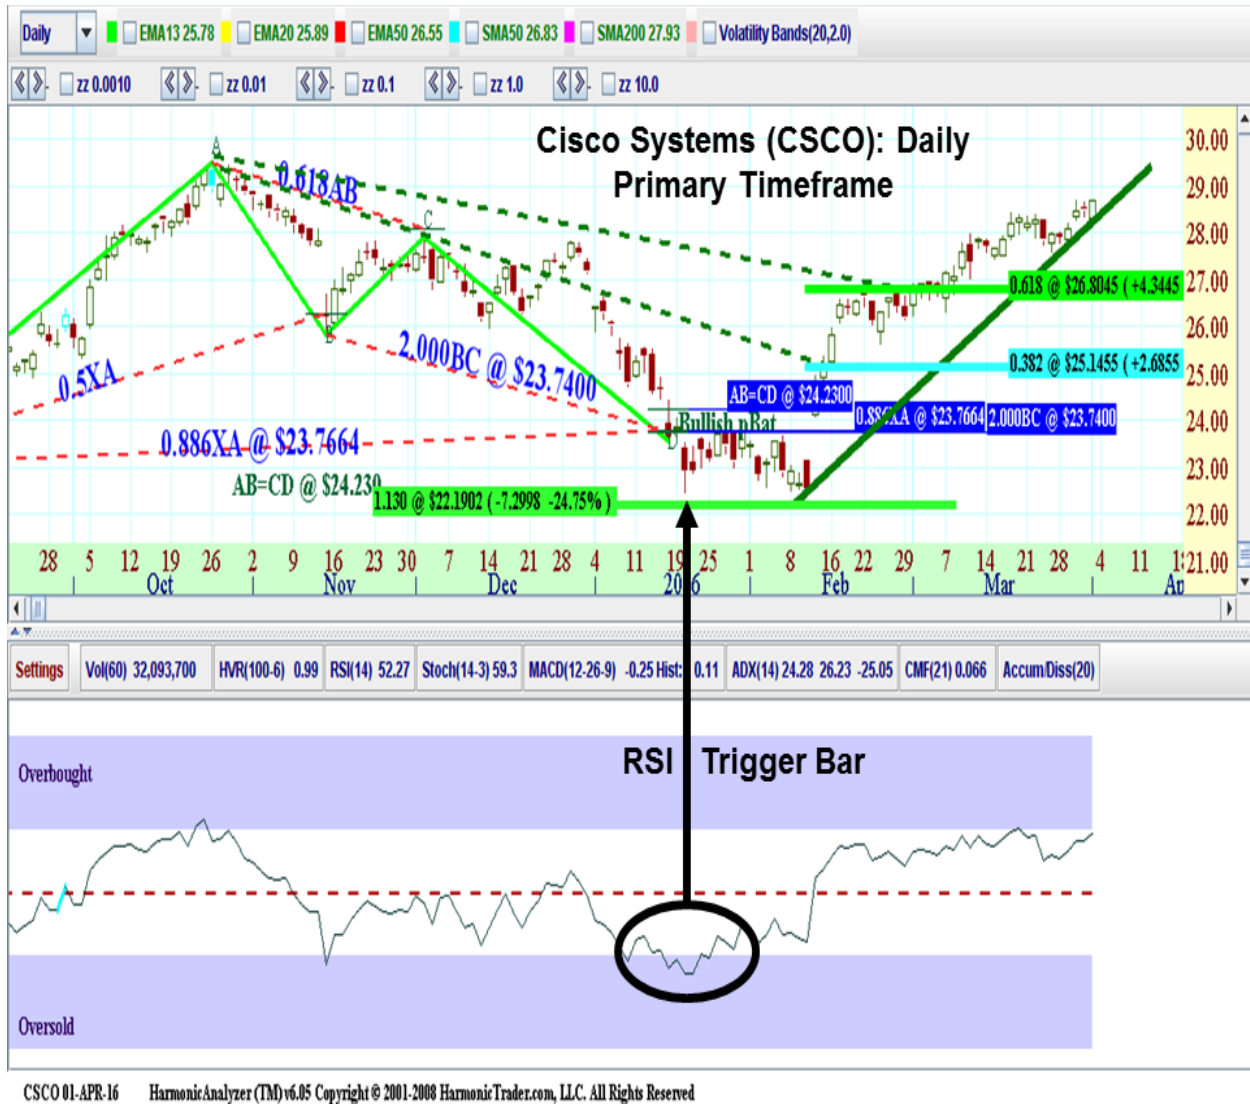 Daily EMA13 25.78 EMA20 25.89 EMA50 26.55 SMA50 26.83 SMA200 27.93 Volatility Bands(20,2.0)
zz 0.0010 zz 0.01 zz 0.1 zz 1.0 zz 10.0
Cisco Systems (CSCO): Daily
Primary Timeframe
A
0.618AB
C
B
0.5XA
2.000BC @ $23.7400
0.886XA @ $23.7664
AB=CD @ $24.230
1.130 @ $22.1902 ( -7.2998 -24.75% )
D
Bullish pBat
AB=CD @ $24.2300
0.886XA @ $23.7664
2.000BC @ $23.7400
0.618 @ $26.8045 ( +4.3445
0.382 @ $25.1455 ( +2.6855
30.00
29.00
28.00
27.00
26.00
25.00
24.00
23.00
22.00
21.00
28 5 12 19 26 2 9 16 23 30 7 14 21 28 4 11 19 25 1 8 16 22 29 7 14 21 28 4 11
Oct Nov Dec Feb Mar
Settings Vol(60) 32,093,700 HVR(100-6) 0.99 RSI(14) 52.27 Stoch(14-3) 59.3 MACD(12-26-9) -0.25 Hist: 0.11 ADX(14) 24.28 26.23 -25.05 CMF(21) 0.066 Accum/Diss(20)
RSI Trigger Bar
Overbought
Oversold
CSCO 01-APR-16 HarmonicAnalyzer (TM) v6.05 Copyright © 2001-2008 HarmonicTrader.com, LLC. All Rights Reserved